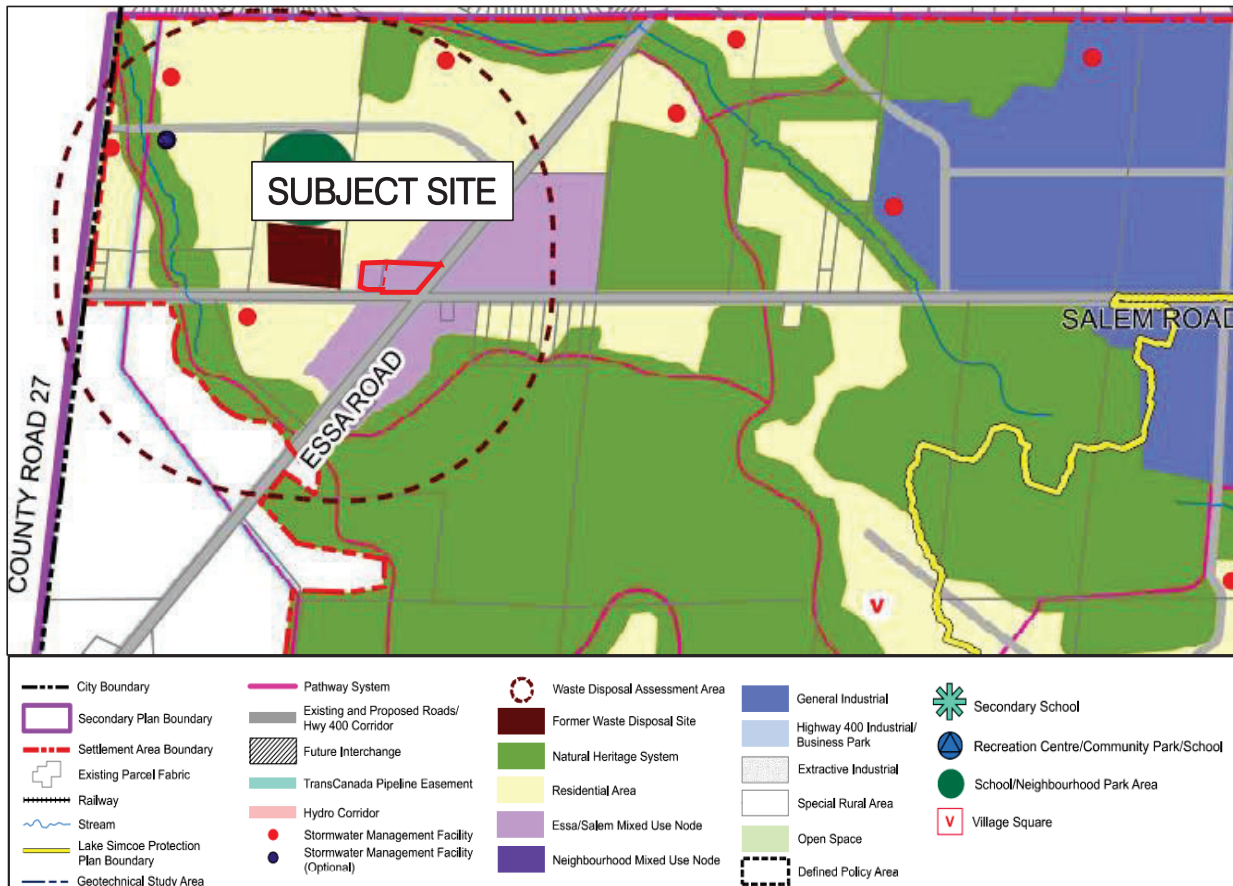 SUBJECT SITE
SALEM ROAD
ESSA ROAD
COUNTY ROAD 27
V
City Boundary
Secondary Plan Boundary
Settlement Area Boundary
Existing Parcel Fabric
Railway
Stream
Lake Simcoe Protection
Plan Boundary
Geotechnical Study Area
Pathway System
Existing and Proposed Roads/
Hwy 400 Corridor
Future Interchange
TransCanada Pipeline Easement
Hydro Corridor
Stormwater Management Facility
Stormwater Management Facility
(Optional)
Waste Disposal Assessment Area
Former Waste Disposal Site
Natural Heritage System
Residential Area
Essa/Salem Mixed Use Node
Neighbourhood Mixed Use Node
General Industrial
Highway 400 Industrial/
Business Park
Extractive Industrial
Special Rural Area
Open Space
Defined Policy Area
Secondary School
Recreation Centre/Community Park/School
School/Neighbourhood Park Area
V
Village Square